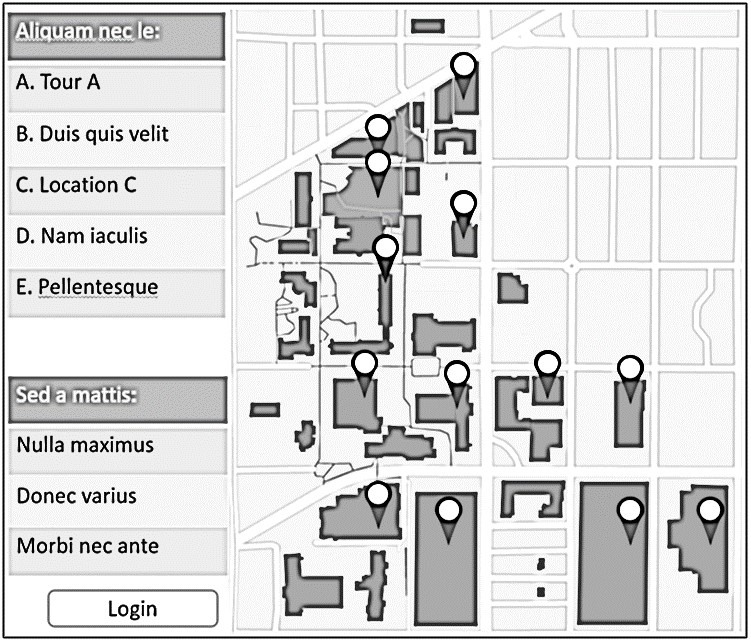 Aliquam nec le:
A. Tour A
B. Duis quis velit
C. Location C
D. Nam iaculis
E. Pellentesque
Sed a mattis:
Nulla maximus
Donec varius
Morbi nec ante
Login